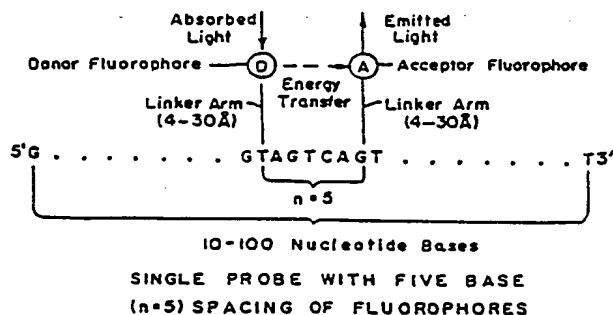 Absorbed Light
Emitted Light
Donor Fluorophore
D
A
Acceptor Fluorophore
Energy Transfer
Linker Arm (4-30Å)
Linker Arm (4-30Å)
5'G . . . . . . . . G T A G T C A G T . . . . . . . T3'
n=5
10-100 Nucleotide Bases
SINGLE PROBE WITH FIVE BASE
(n=5) SPACING OF FLUOROPHORES